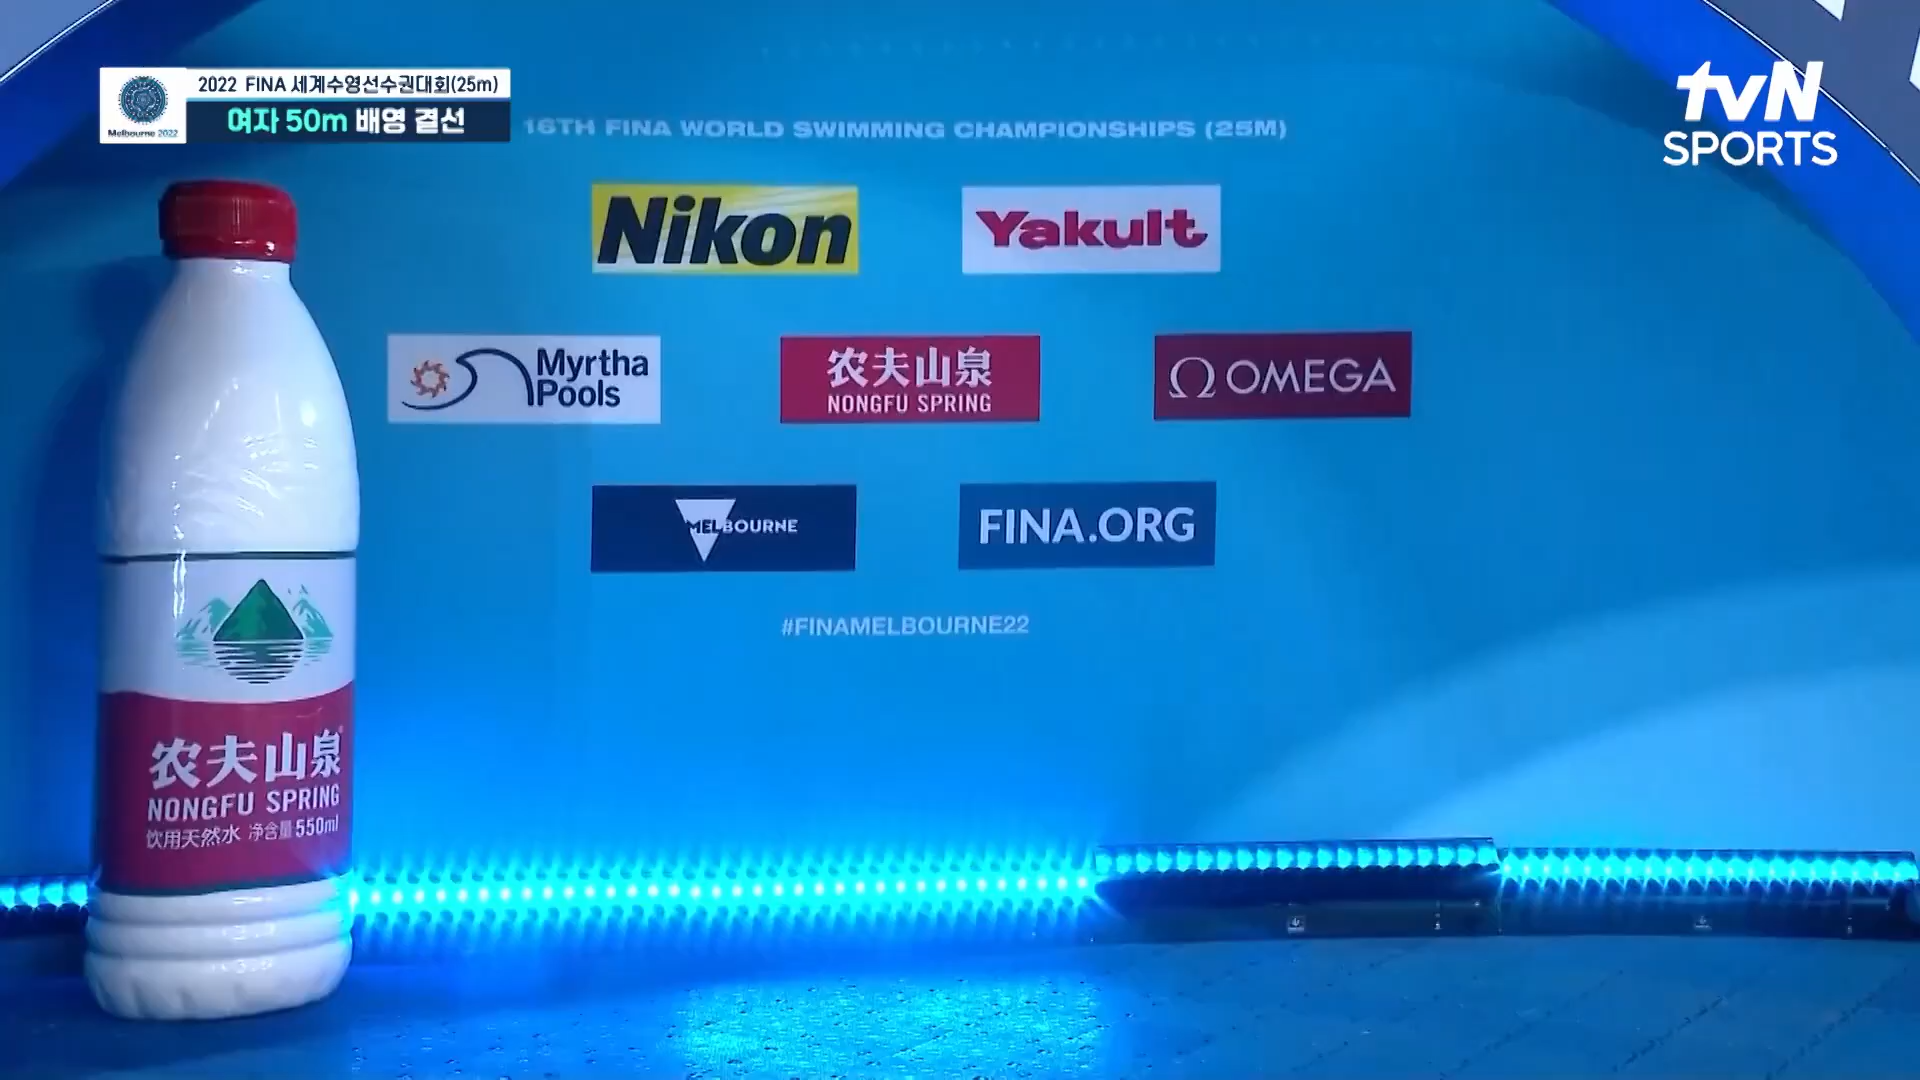 2022 FINA 세계수영선수권대회(25m)
Melbourne 2022
여자 50m 배영 결선
tvN
SPORTS
16TH FINA WORLD SWIMMING CHAMPIONSHIPS (25M)
Nikon
Yakult
Myrtha
Pools
农夫山泉
NONGFU SPRING
Ω OMEGA
MELBOURNE
FINA.ORG
#FINAMELBOURNE22
农夫山泉
NONGFU SPRING
饮用天然水 净含量550ml